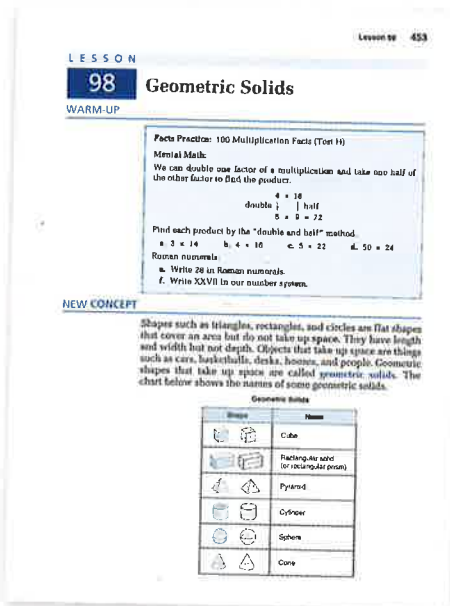 Lesson 98 453
LESSON
98 Geometric Solids
WARM-UP
Facts Practice: 100 Multiplication Facts (Test H)
Mental Math:
We can double one factor of a multiplication and take one half of
the other factor to find the product.
4 × 18
double half
8 × 9 = 72
Find each product by the "double and half" method.
a. 3 × 14 b. 4 × 16 c. 5 × 22 d. 50 × 24
Roman numerals:
e. Write 28 in Roman numerals.
f. Write XXVII in our number system.
NEW CONCEPT
Shapes such as triangles, rectangles, and circles are flat shapes
that cover an area but do not take up space. They have length
and width but not depth. Objects that take up space are things
such as cars, basketballs, desks, houses, and people. Geometric
shapes that take up space are called geometric solids. The
chart below shows the names of some geometric solids.
Geometric Solids
Shape Name
Cube
Rectangular solid
(or rectangular prism)
Pyramid
Cylinder
Sphere
Cone